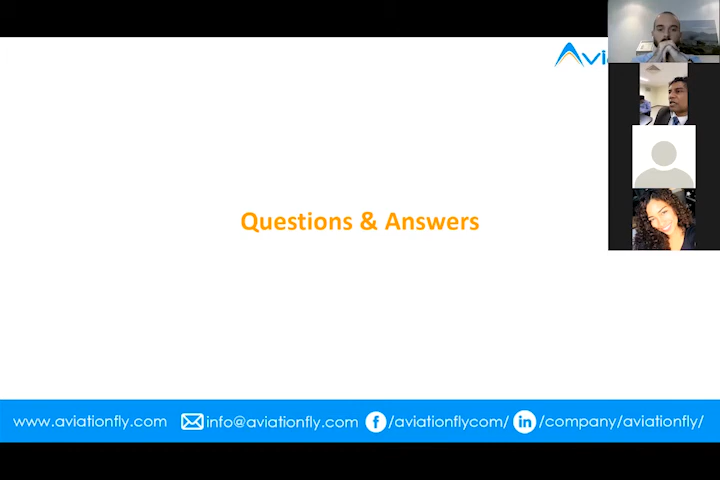 Questions & Answers
www.aviationfly.com
info@aviationfly.com
/aviationflycom/
/company/aviationfly/